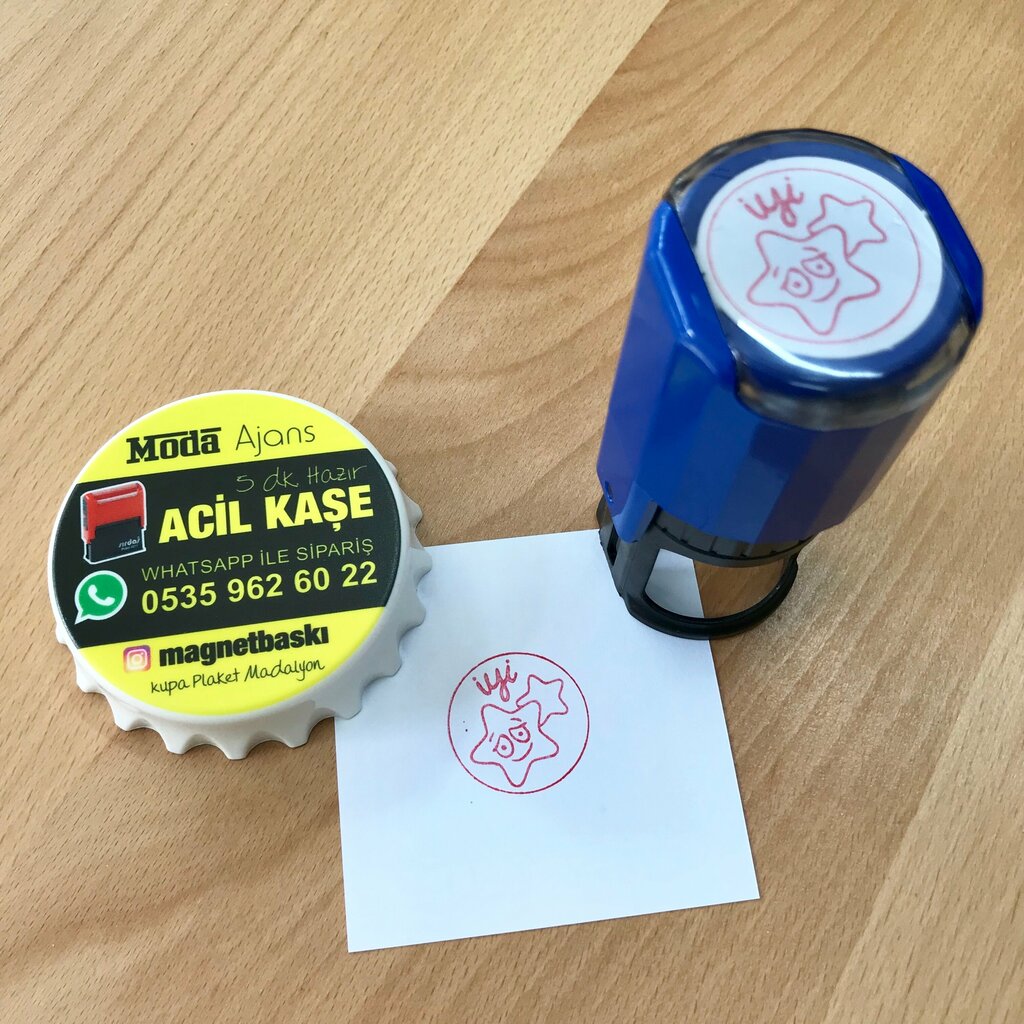 Moda Ajans
5 dk. Hazır
ACİL KAŞE
WHATSAPP İLE SİPARİŞ
0535 962 60 22
magnetbaskı
kupa Plaket Madalyon
iyi
iyi